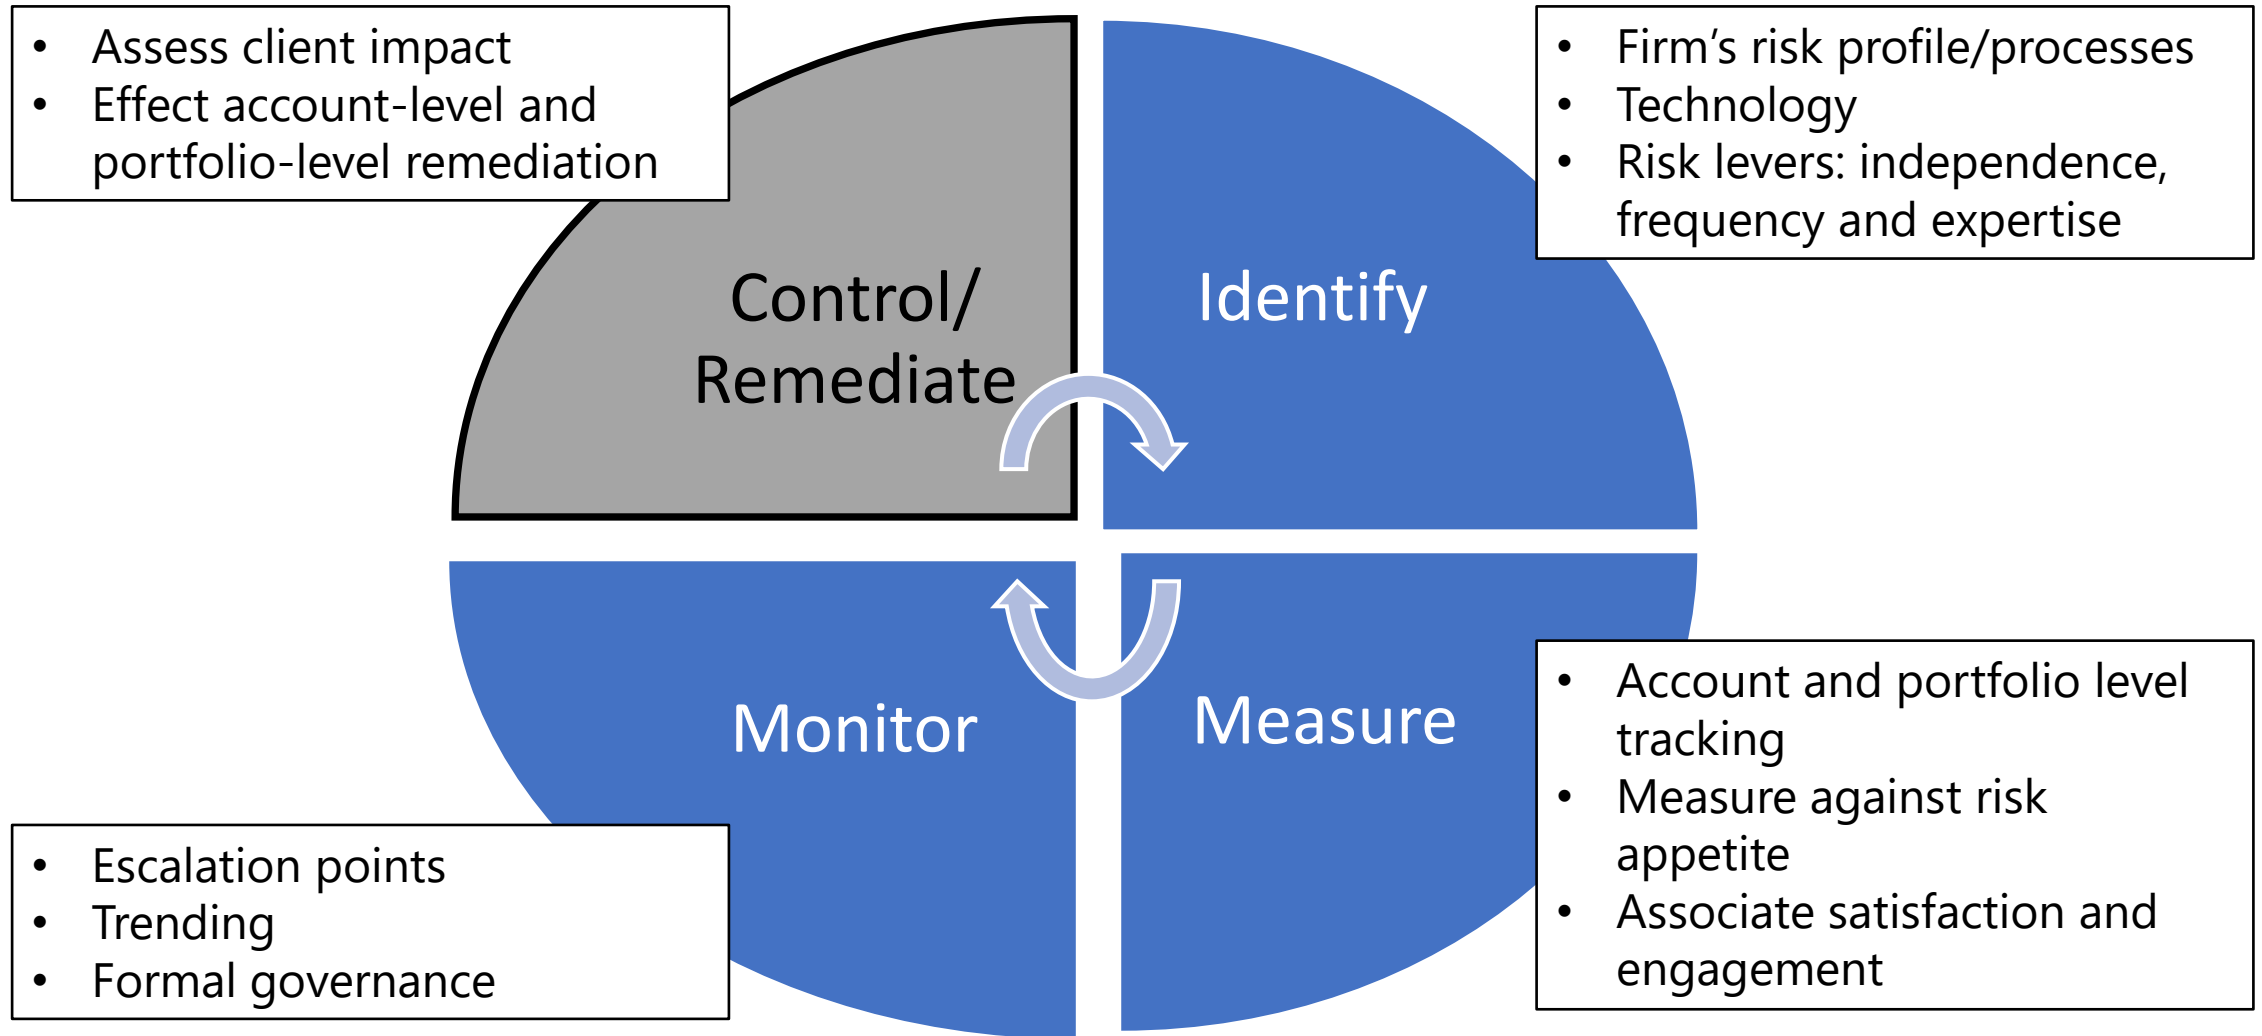 • Assess client impact
• Effect account-level and
portfolio-level remediation
• Firm’s risk profile/processes
• Technology
• Risk levers: independence,
frequency and expertise
Control/
Remediate
Identify
Monitor
Measure
• Escalation points
• Trending
• Formal governance
• Account and portfolio level
tracking
• Measure against risk
appetite
• Associate satisfaction and
engagement